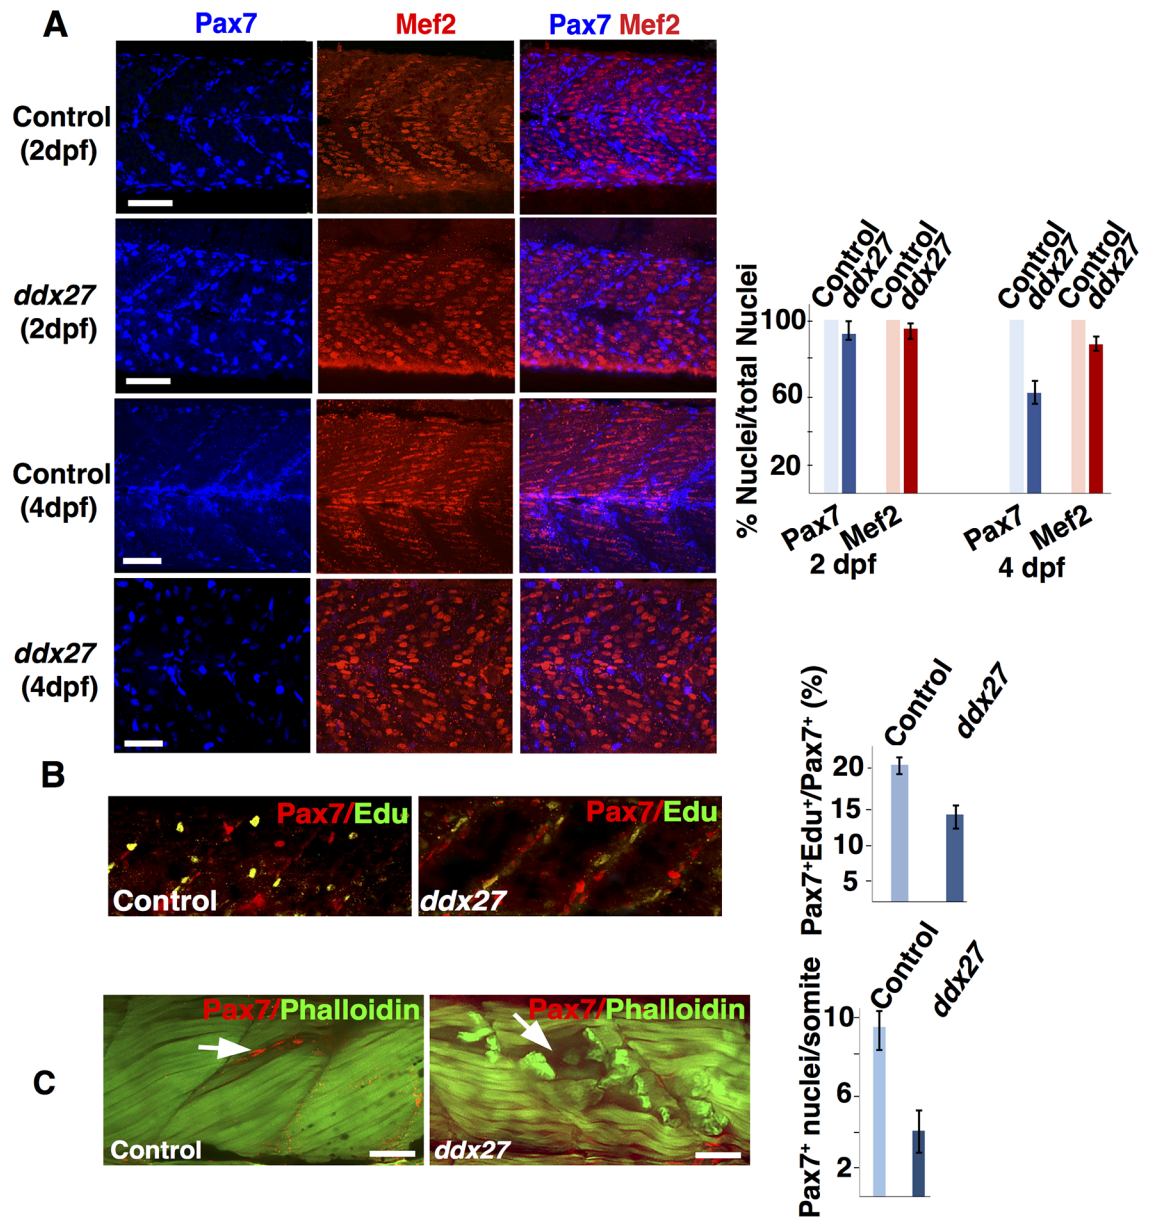 A
Pax7
Mef2
Pax7 Mef2
Control
(2dpf)
ddx27
(2dpf)
Control
(4dpf)
ddx27
(4dpf)
Control
ddx27
Control
ddx27
Control
ddx27
Control
ddx27
% Nuclei/total Nuclei
100
60
20
Pax7
Mef2
Pax7
Mef2
2 dpf
4 dpf
B
Pax7/Edu
Control
Pax7/Edu
ddx27
Pax7⁺Edu⁺/Pax7⁺ (%)
Control
ddx27
20
15
10
5
C
Pax7/Phalloidin
Control
Pax7/Phalloidin
ddx27
Pax7⁺ nuclei/somite
Control
ddx27
10
6
2